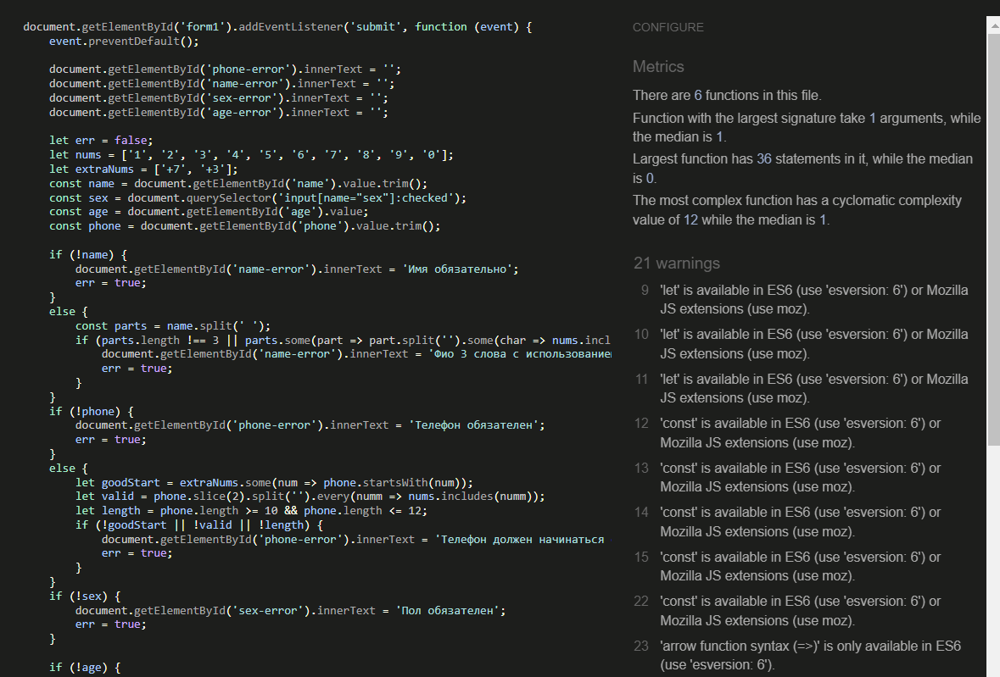 document.getElementById('form1').addEventListener('submit', function (event) {
event.preventDefault();
document.getElementById('phone-error').innerText = '';
document.getElementById('name-error').innerText = '';
document.getElementById('sex-error').innerText = '';
document.getElementById('age-error').innerText = '';
let err = false;
let nums = ['1', '2', '3', '4', '5', '6', '7', '8', '9', '0'];
let extraNums = ['+7', '+3'];
const name = document.getElementById('name').value.trim();
const sex = document.querySelector('input[name="sex"]:checked');
const age = document.getElementById('age').value;
const phone = document.getElementById('phone').value.trim();
if (!name) {
document.getElementById('name-error').innerText = 'Имя обязательно';
err = true;
}
else {
const parts = name.split(' ');
if (parts.length !== 3 || parts.some(part => part.split('').some(char => nums.incl
document.getElementById('name-error').innerText = 'Фио 3 слова с использование
err = true;
}
}
if (!phone) {
document.getElementById('phone-error').innerText = 'Телефон обязателен';
err = true;
}
else {
let goodStart = extraNums.some(num => phone.startsWith(num));
let valid = phone.slice(2).split('').every(numm => nums.includes(numm));
let length = phone.length >= 10 && phone.length <= 12;
if (!goodStart || !valid || !length) {
document.getElementById('phone-error').innerText = 'Телефон должен начинаться
err = true;
}
}
if (!sex) {
document.getElementById('sex-error').innerText = 'Пол обязателен';
err = true;
}
if (!age) {
CONFIGURE
Metrics
There are 6 functions in this file.
Function with the largest signature take 1 arguments, while
the median is 1.
Largest function has 36 statements in it, while the median
is 0.
The most complex function has a cyclomatic complexity
value of 12 while the median is 1.
21 warnings
9 'let' is available in ES6 (use 'esversion: 6') or Mozilla
JS extensions (use moz).
10 'let' is available in ES6 (use 'esversion: 6') or Mozilla
JS extensions (use moz).
11 'let' is available in ES6 (use 'esversion: 6') or Mozilla
JS extensions (use moz).
12 'const' is available in ES6 (use 'esversion: 6') or
Mozilla JS extensions (use moz).
13 'const' is available in ES6 (use 'esversion: 6') or
Mozilla JS extensions (use moz).
14 'const' is available in ES6 (use 'esversion: 6') or
Mozilla JS extensions (use moz).
15 'const' is available in ES6 (use 'esversion: 6') or
Mozilla JS extensions (use moz).
22 'const' is available in ES6 (use 'esversion: 6') or
Mozilla JS extensions (use moz).
23 'arrow function syntax (=>)' is only available in ES6
(use 'esversion: 6').